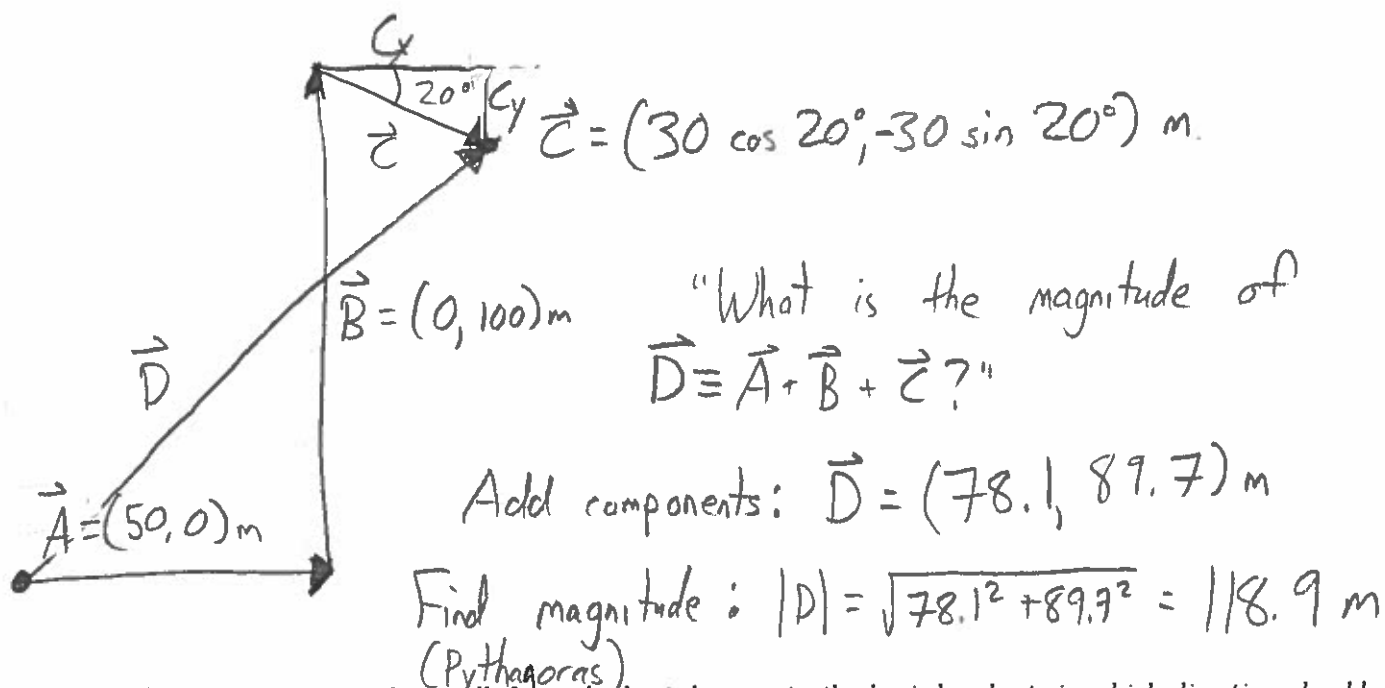 Cx
20°
Cy
C⃗ = (30 cos 20°, -30 sin 20°) m.
C⃗
B⃗ = (0, 100) m
"What is the magnitude of
D⃗ ≡ A⃗ + B⃗ + C⃗ ?"
D⃗
Add components: D⃗ = (78.1, 89.7) m
A⃗ = (50, 0) m
Find magnitude: |D| = √78.1² + 89.7² = 118.9 m
(Pythagoras)